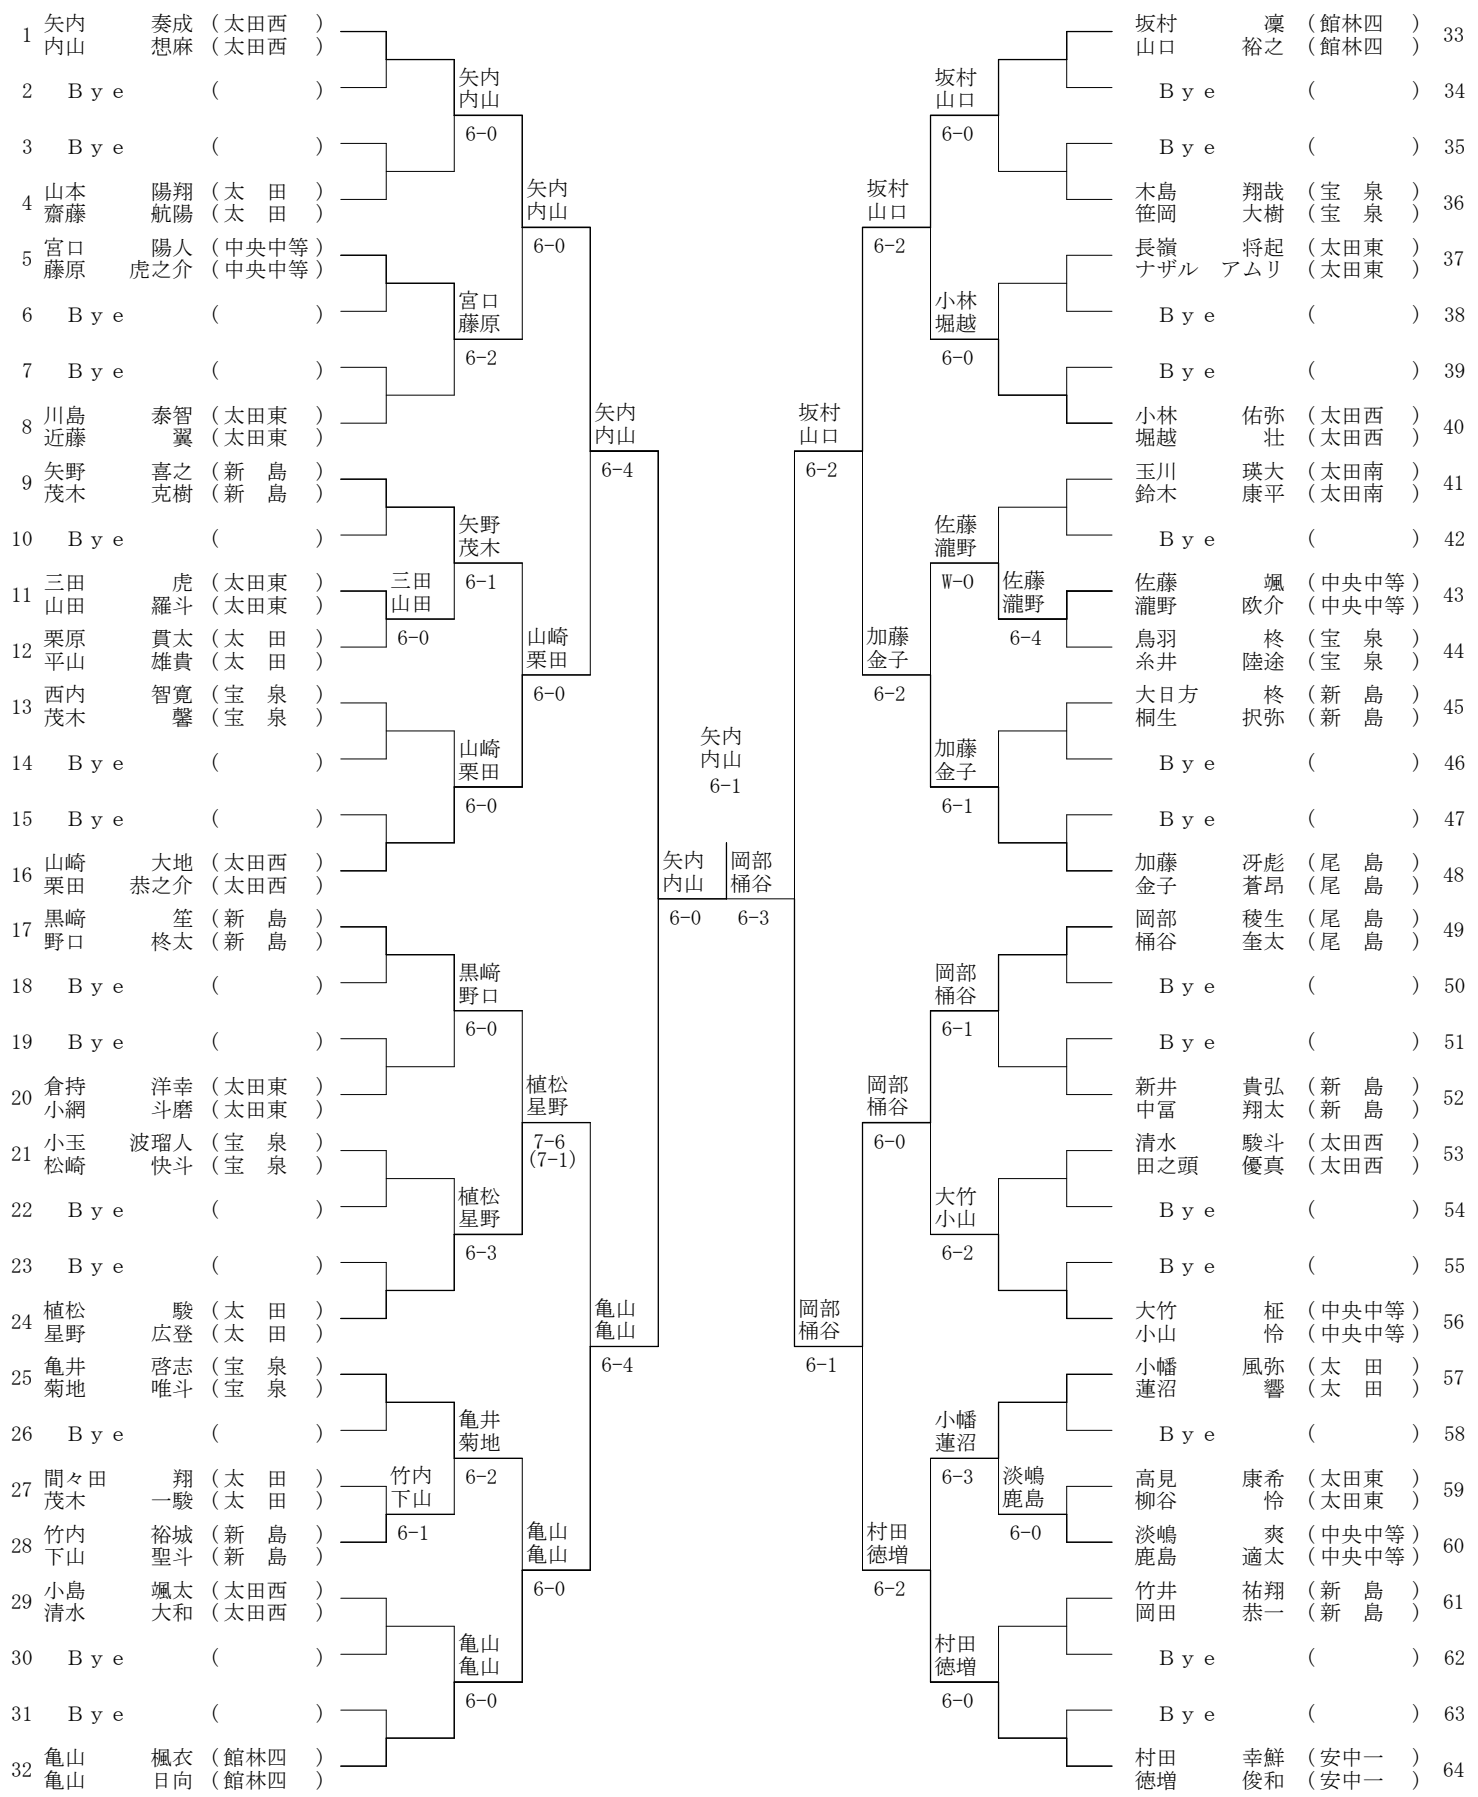 1 矢内 奏成 (太田西)
内山 想麻 (太田西)
2 Bye ( )
3 Bye ( )
4 山本 陽翔 (太 田)
齋藤 航陽 (太 田)
5 宮口 陽人 (中央中等)
藤原 虎之介 (中央中等)
6 Bye ( )
7 Bye ( )
8 川島 泰智 (太田東)
近藤 翼 (太田東)
9 矢野 喜之 (新 島)
茂木 克樹 (新 島)
10 Bye ( )
11 三田 虎 (太田東)
山田 羅斗 (太田東)
12 栗原 貫太 (太 田)
平山 雄貴 (太 田)
13 西内 智寛 (宝 泉)
茂木 馨 (宝 泉)
14 Bye ( )
15 Bye ( )
16 山崎 大地 (太田西)
栗田 恭之介 (太田西)
17 黒﨑 笙 (新 島)
野口 柊太 (新 島)
18 Bye ( )
19 Bye ( )
20 倉持 洋幸 (太田東)
小網 斗磨 (太田東)
21 小玉 波瑠人 (宝 泉)
松崎 快斗 (宝 泉)
22 Bye ( )
23 Bye ( )
24 植松 駿 (太 田)
星野 広登 (太 田)
25 亀井 啓志 (宝 泉)
菊地 唯斗 (宝 泉)
26 Bye ( )
27 間々田 翔 (太 田)
茂木 一駿 (太 田)
28 竹内 裕城 (新 島)
下山 聖斗 (新 島)
29 小島 颯太 (太田西)
清水 大和 (太田西)
30 Bye ( )
31 Bye ( )
32 亀山 楓衣 (館林四)
亀山 日向 (館林四)
三田
山田
6-0
竹内
下山
6-1
矢内
内山
6-0
宮口
藤原
6-2
矢野
茂木
6-1
山崎
栗田
6-0
黒﨑
野口
6-0
植松
星野
6-3
亀井
菊地
6-2
亀山
亀山
6-0
矢内
内山
6-0
山崎
栗田
6-0
植松
星野
7-6
(7-1)
亀山
亀山
6-0
矢内
内山
6-4
亀山
亀山
6-4
矢内
内山
6-0
矢内
内山
6-1
岡部
桶谷
6-3
坂村
山口
6-2
岡部
桶谷
6-1
坂村
山口
6-2
加藤
金子
6-2
岡部
桶谷
6-0
村田
徳増
6-2
坂村
山口
6-0
小林
堀越
6-0
佐藤
瀧野
W-0
加藤
金子
6-1
岡部
桶谷
6-1
大竹
小山
6-2
小幡
蓮沼
6-3
村田
徳増
6-0
佐藤
瀧野
6-4
淡嶋
鹿島
6-0
坂村 凜 (館林四) 33
山口 裕之 (館林四)
Bye ( ) 34
Bye ( ) 35
木島 翔哉 (宝 泉) 36
笹岡 大樹 (宝 泉)
長嶺 将起 (太田東) 37
ナザル アムリ (太田東)
Bye ( ) 38
Bye ( ) 39
小林 佑弥 (太田西) 40
堀越 壮 (太田西)
玉川 瑛大 (太田南) 41
鈴木 康平 (太田南)
Bye ( ) 42
佐藤 颯 (中央中等) 43
瀧野 欧介 (中央中等)
鳥羽 柊 (宝 泉) 44
糸井 陸途 (宝 泉)
大日方 柊 (新 島) 45
桐生 択弥 (新 島)
Bye ( ) 46
Bye ( ) 47
加藤 冴彪 (尾 島) 48
金子 蒼昂 (尾 島)
岡部 稜生 (尾 島) 49
桶谷 奎太 (尾 島)
Bye ( ) 50
Bye ( ) 51
新井 貴弘 (新 島) 52
中冨 翔太 (新 島)
清水 駿斗 (太田西) 53
田之頭 優真 (太田西)
Bye ( ) 54
Bye ( ) 55
大竹 柾 (中央中等) 56
小山 怜 (中央中等)
小幡 風弥 (太 田) 57
蓮沼 響 (太 田)
Bye ( ) 58
高見 康希 (太田東) 59
柳谷 怜 (太田東)
淡嶋 爽 (中央中等) 60
鹿島 適太 (中央中等)
竹井 祐翔 (新 島) 61
岡田 恭一 (新 島)
Bye ( ) 62
Bye ( ) 63
村田 幸鮮 (安中一) 64
徳増 俊和 (安中一)